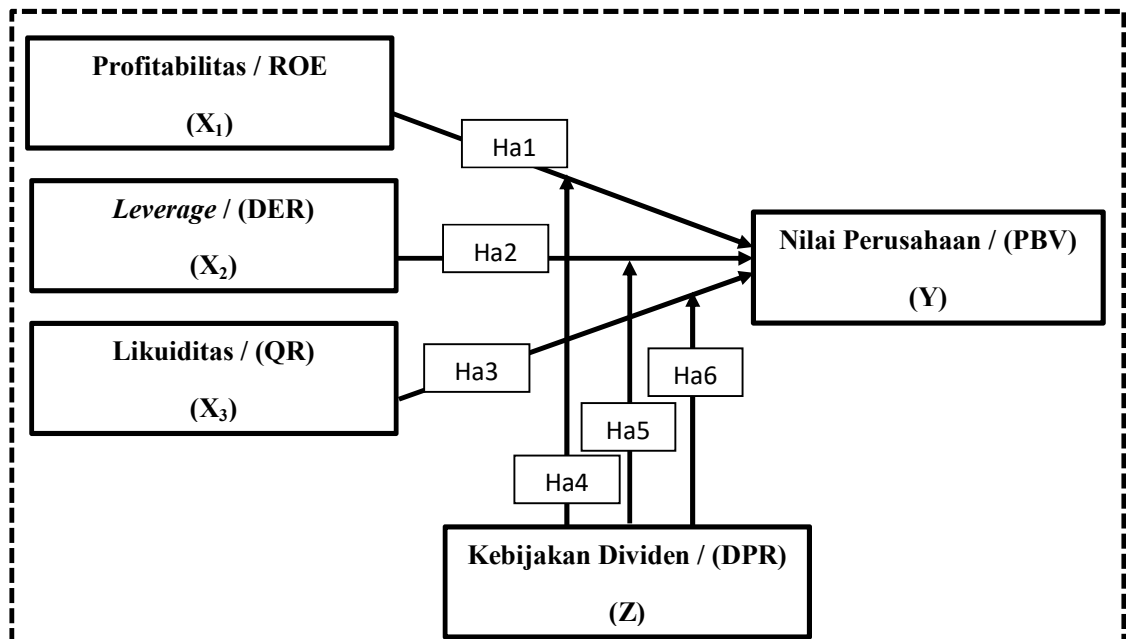 Profitabilitas / ROE
(X₁)
Ha1
Leverage / (DER)
(X₂)
Ha2
Nilai Perusahaan / (PBV)
(Y)
Likuiditas / (QR)
(X₃)
Ha3
Ha6
Ha5
Ha4
Kebijakan Dividen / (DPR)
(Z)